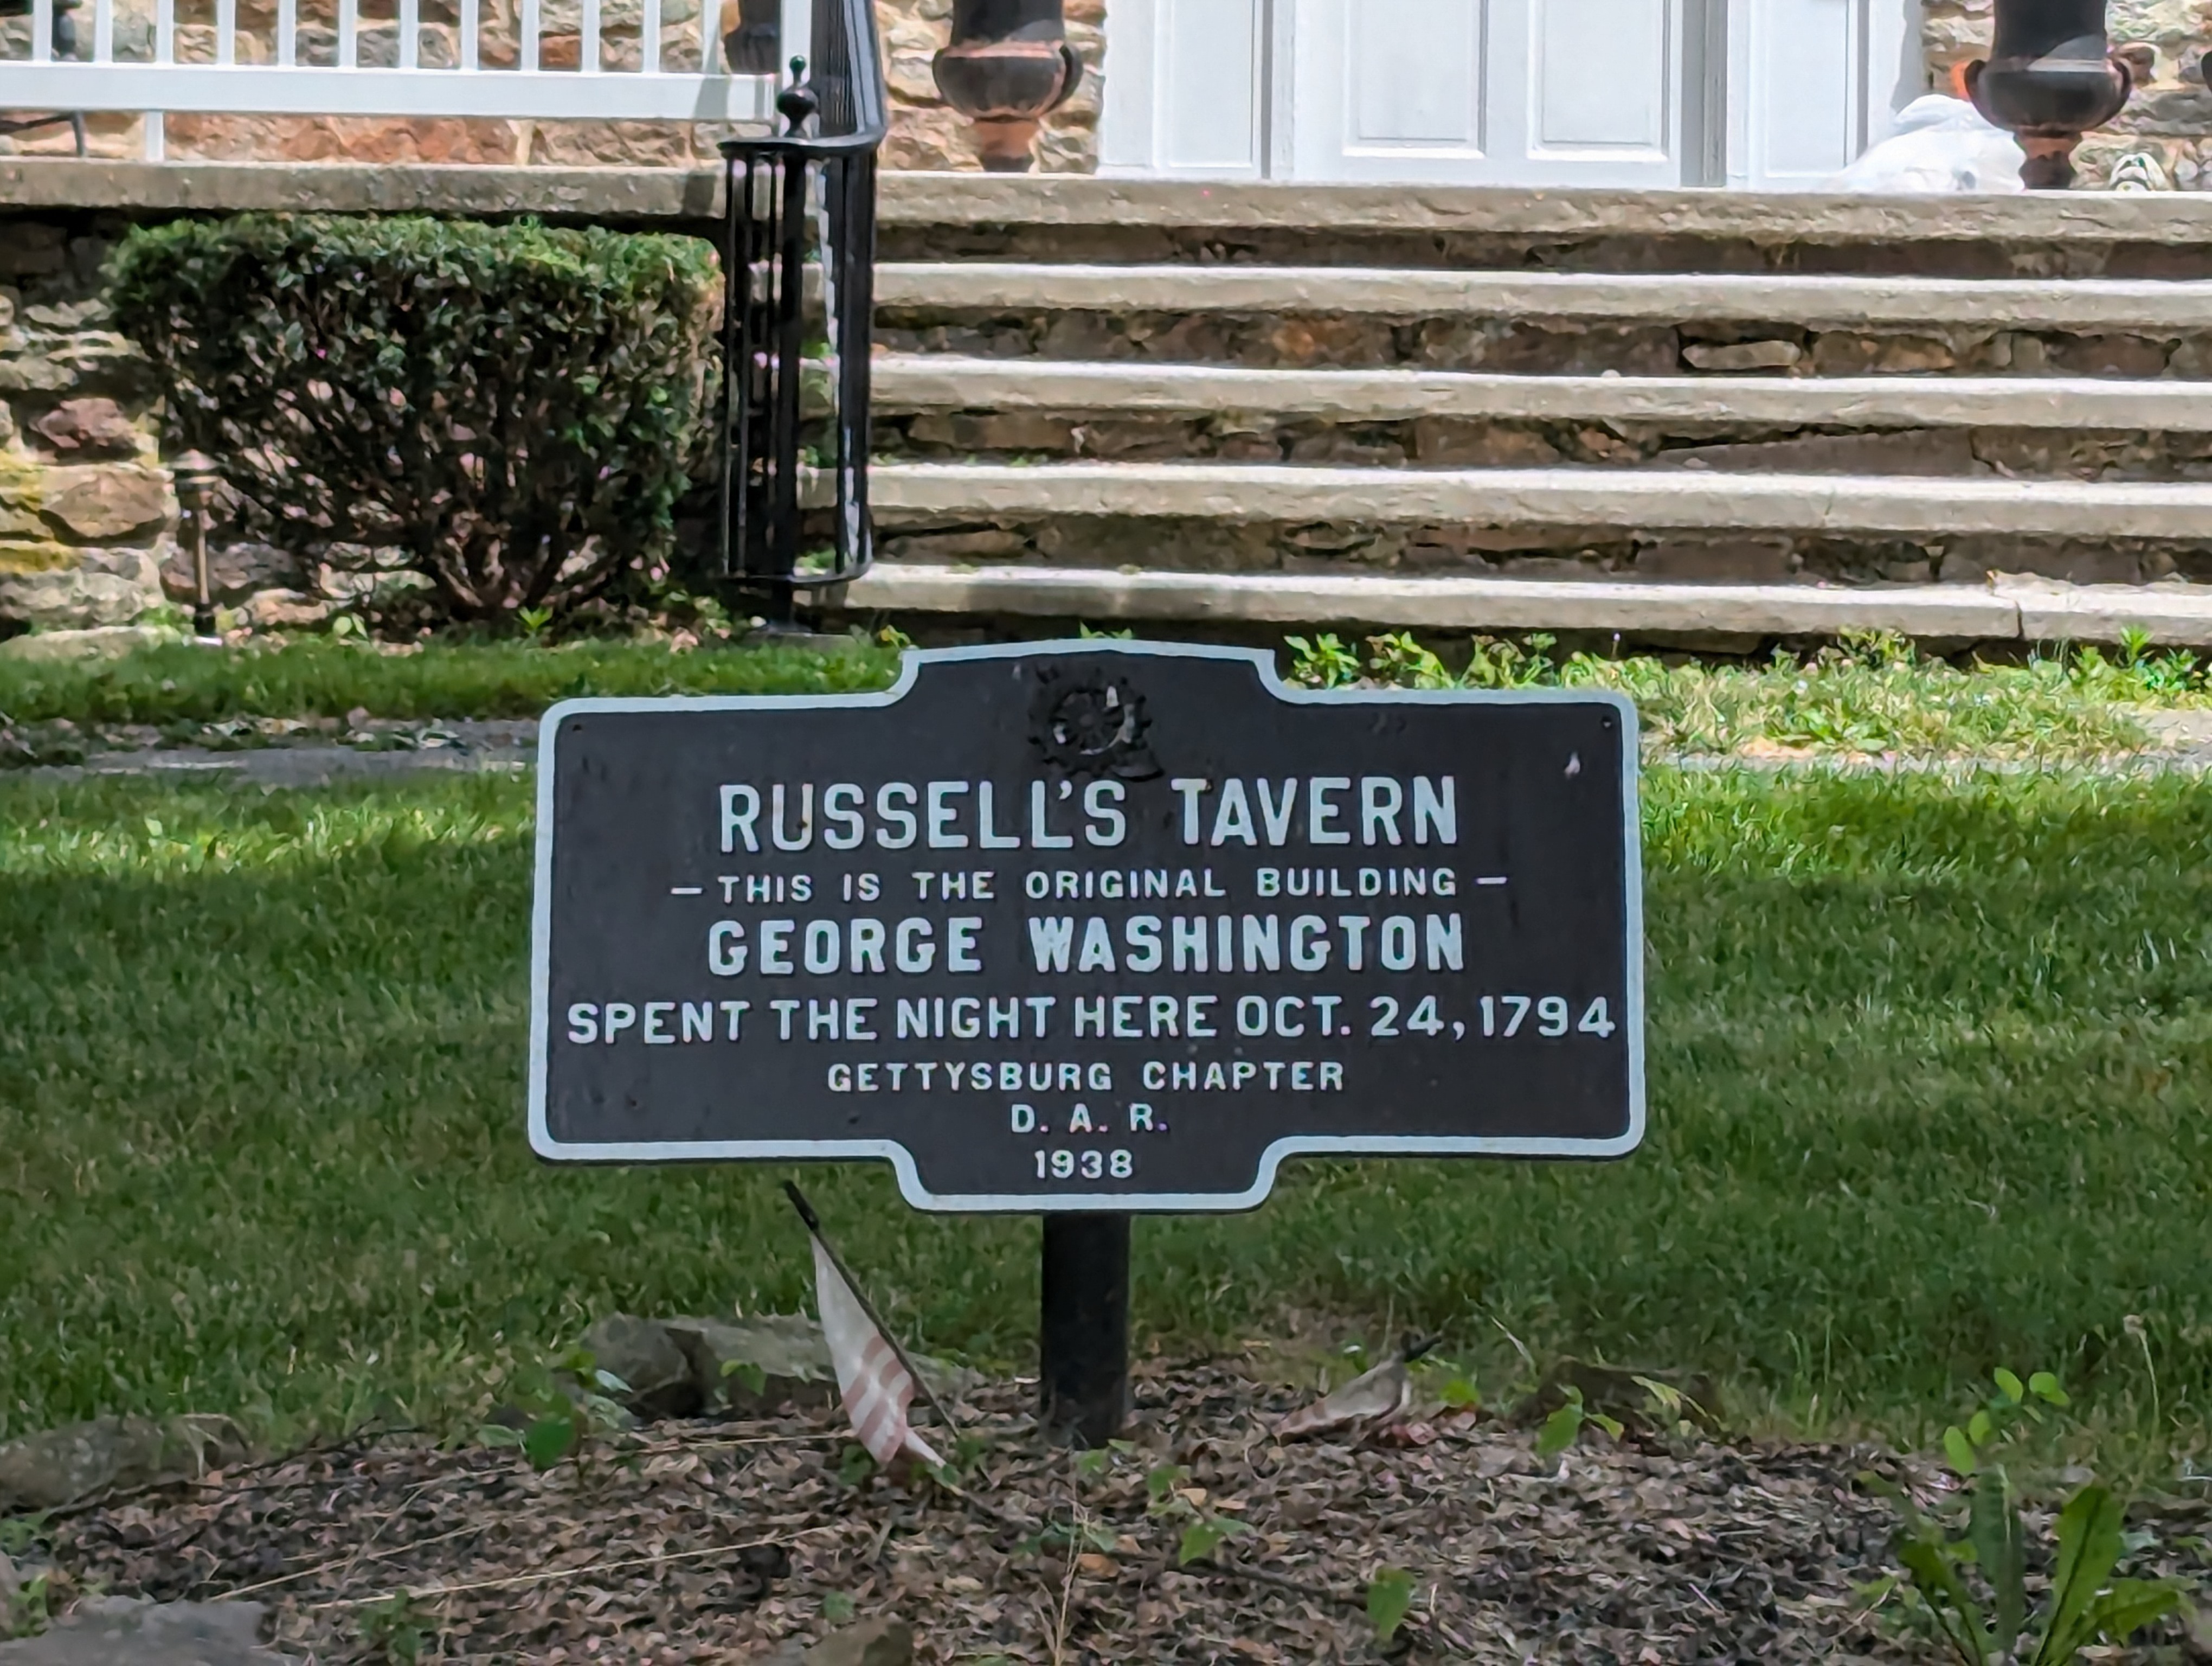 RUSSELL'S TAVERN
– THIS IS THE ORIGINAL BUILDING –
GEORGE WASHINGTON
SPENT THE NIGHT HERE OCT. 24, 1794
GETTYSBURG CHAPTER
D. A. R.
1938